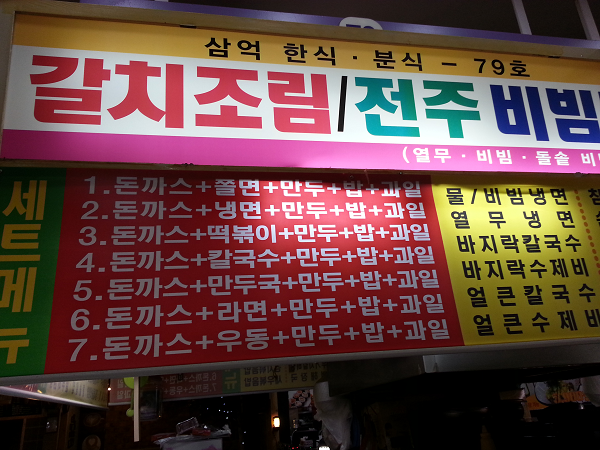 삼억 한식 · 분식 - 79호
갈치조림/전주 비빔
(열무 · 비빔 · 돌솥 비
세트메뉴
1.돈까스+쫄면+만두+밥+과일
2.돈까스+냉면+만두+밥+과일
3.돈까스+떡볶이+만두+밥+과일
4.돈까스+칼국수+만두+밥+과일
5.돈까스+만두국+만두+밥+과일
6.돈까스+라면+만두+밥+과일
7.돈까스+우동+만두+밥+과일
물/비빔냉면
열무냉면
바지락칼국수
바지락수제비
얼큰칼국수
얼큰수제비